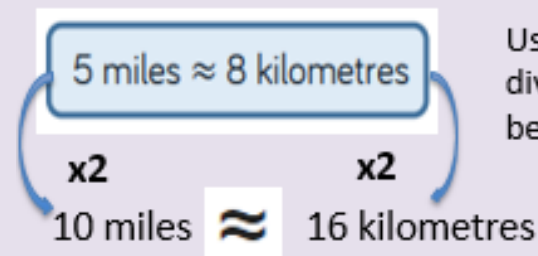 5 miles ≈ 8 kilometres
x2 x2
10 miles ≈ 16 kilometres